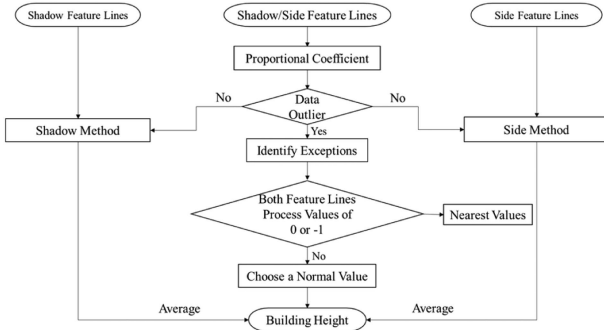 Shadow Feature Lines
Shadow/Side Feature Lines
Side Feature Lines
Proportional Coefficient
No
Data
Outlier
No
Shadow Method
Yes
Side Method
Identify Exceptions
Both Feature Lines
Process Values of
0 or -1
Nearest Values
No
Choose a Normal Value
Average
Building Height
Average